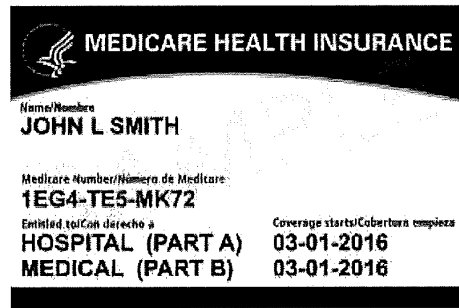 MEDICARE HEALTH INSURANCE
Name/Nombre
JOHN L SMITH
Medicare Number/Número de Medicare
1EG4-TE5-MK72
Entitled to/Con derecho a Coverage starts/Cobertura empieza
HOSPITAL (PART A) 03-01-2016
MEDICAL (PART B) 03-01-2016